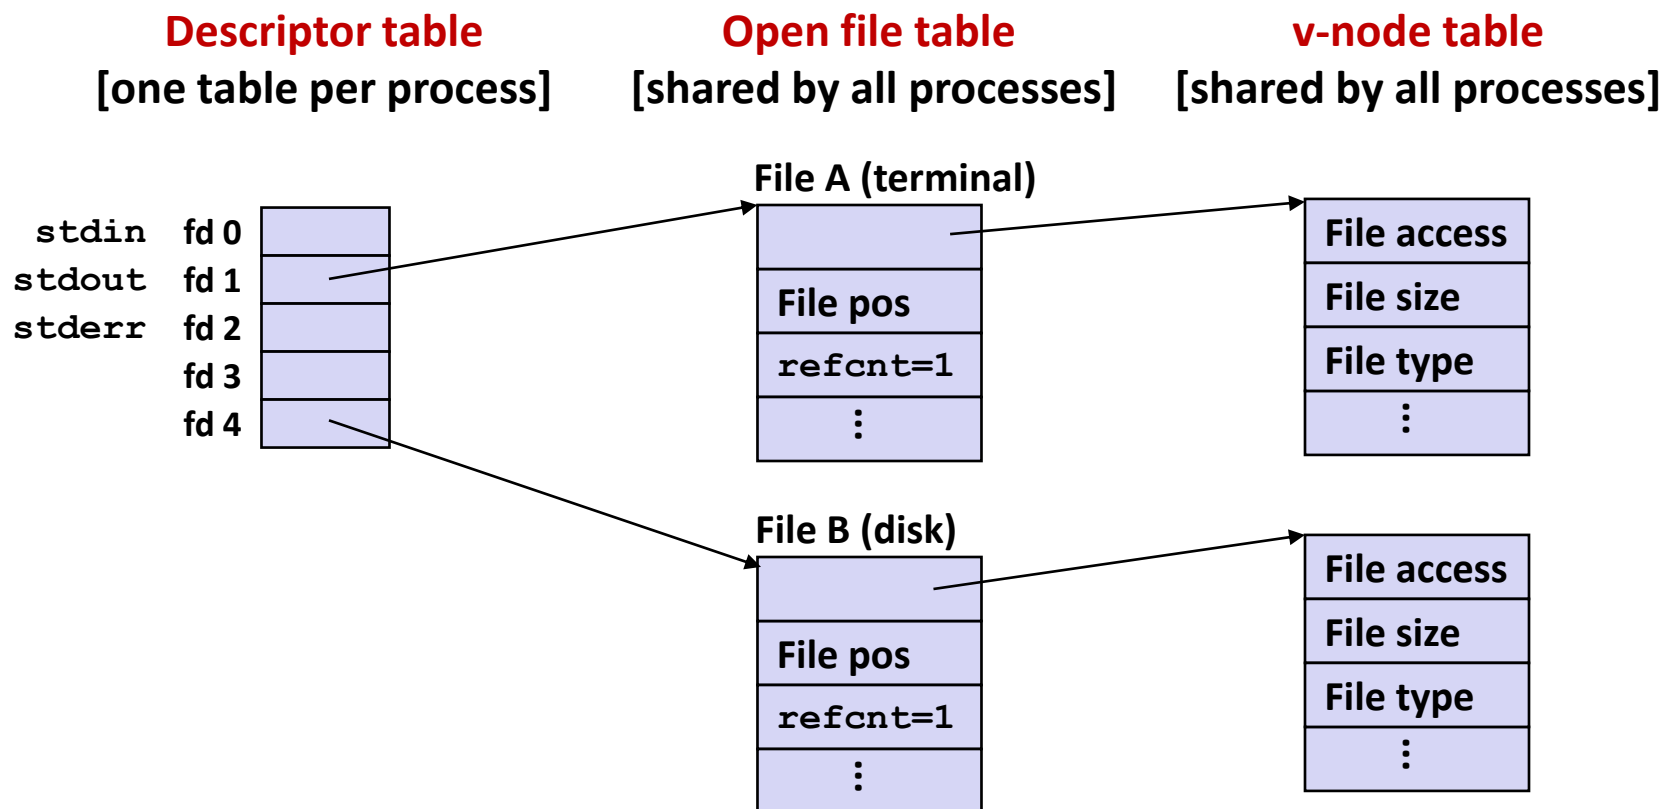 Descriptor table
[one table per process]
Open file table
[shared by all processes]
v-node table
[shared by all processes]
stdin fd 0
stdout fd 1
stderr fd 2
fd 3
fd 4
File A (terminal)
File pos
refcnt=1
⋮
File access
File size
File type
⋮
File B (disk)
File pos
refcnt=1
⋮
File access
File size
File type
⋮